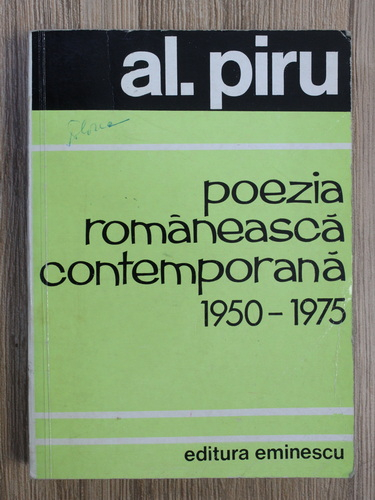 al. piru
poezia
românească
contemporană
1950-1975
editura eminescu